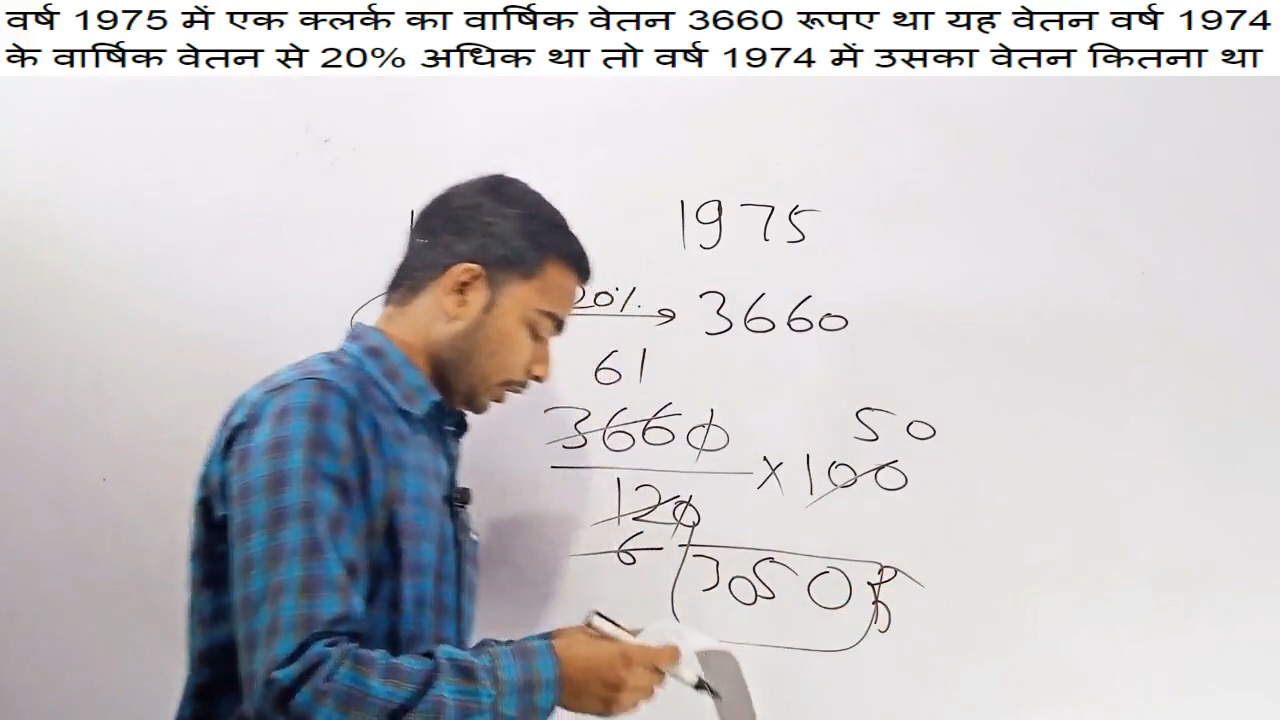 वर्ष 1975 में एक क्लर्क का वार्षिक वेतन 3660 रूपए था यह वेतन वर्ष 1974
के वार्षिक वेतन से 20% अधिक था तो वर्ष 1974 में उसका वेतन कितना था
1975
20% 3660
61
3660 50
× 100
120
6 3050 ₹